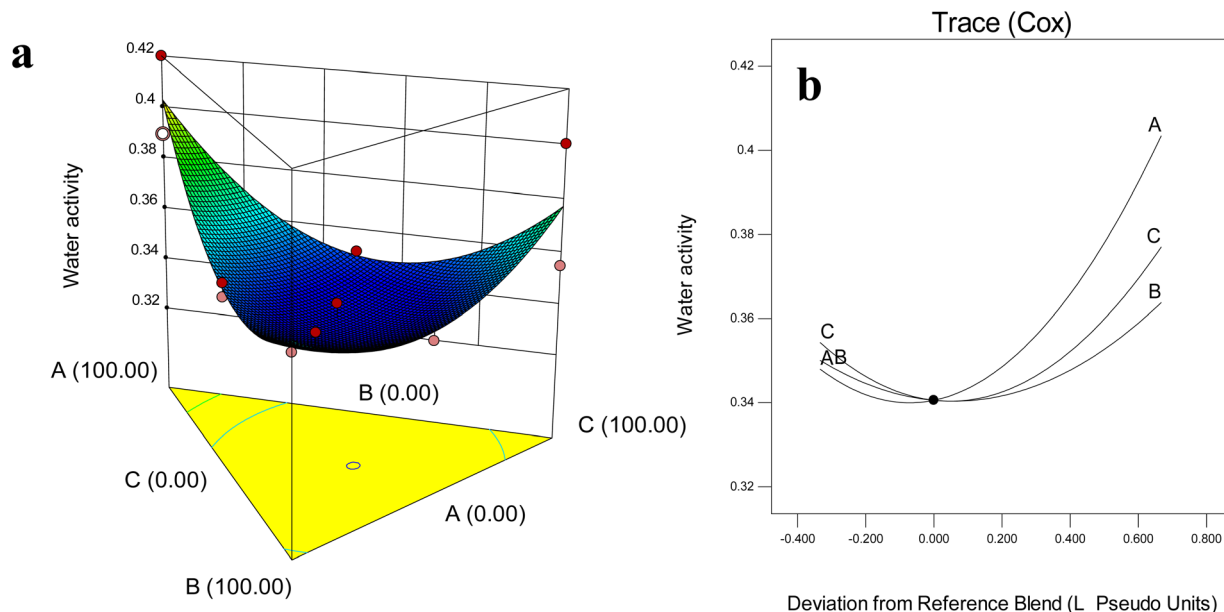 a
0.42
0.4
0.38
0.36
0.34
0.32
Water activity
A (100.00)
B (0.00)
C (100.00)
C (0.00)
A (0.00)
B (100.00)
Trace (Cox)
b
0.42
0.4
0.38
0.36
0.34
0.32
Water activity
A
C
B
C
AB
-0.400
-0.200
0.000
0.200
0.400
0.600
0.800
Deviation from Reference Blend (L_Pseudo Units)